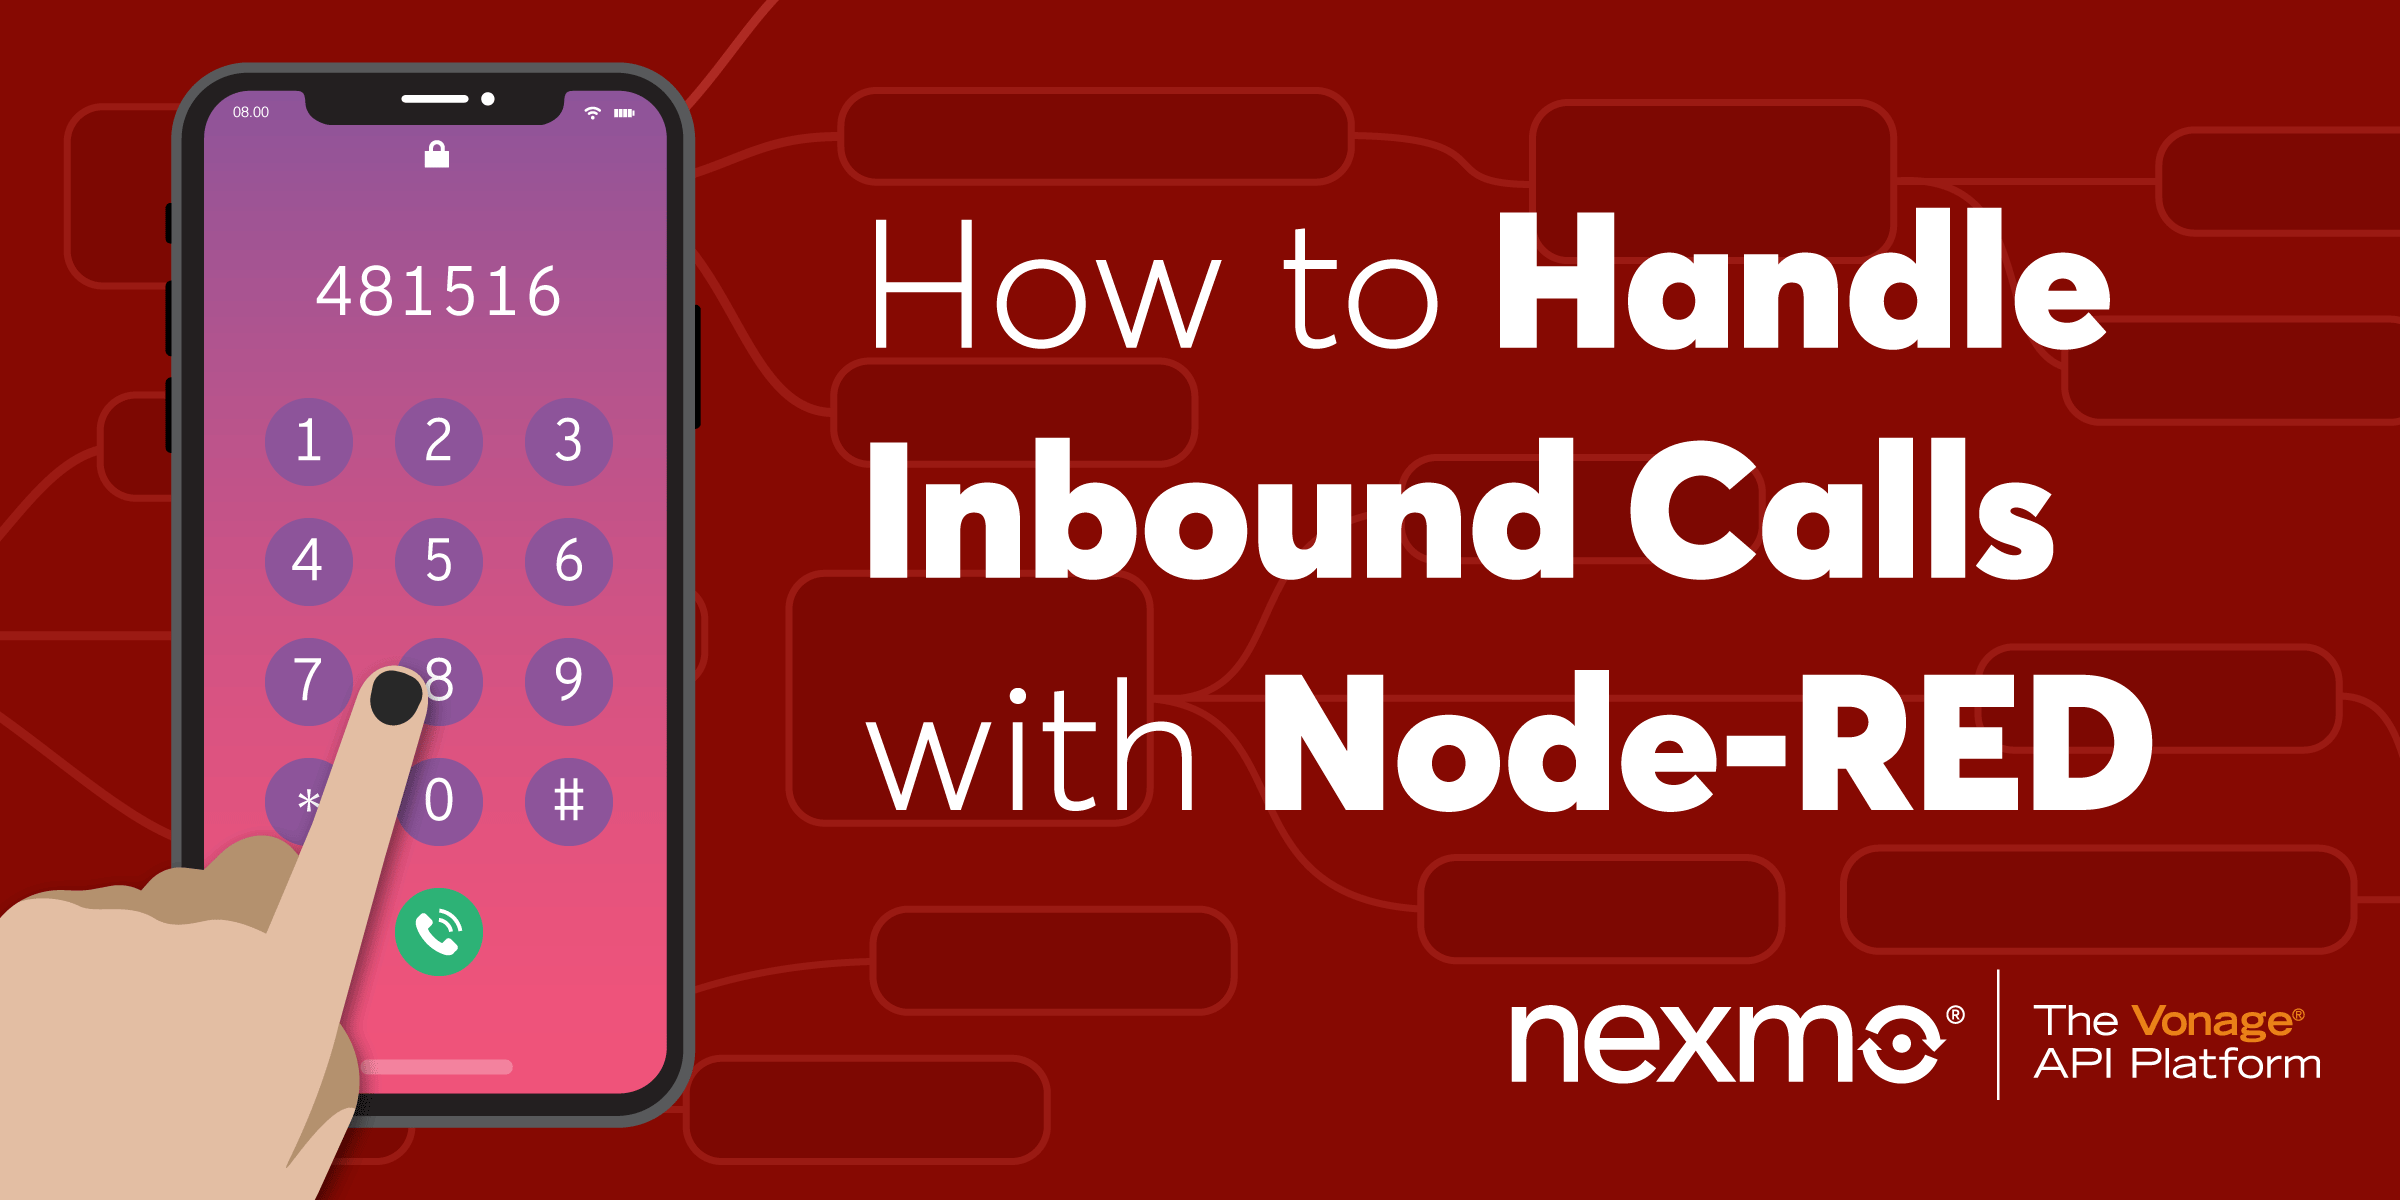 08.00
481516
1 2 3
4 5 6
7 8 9
* 0 #
How to Handle
Inbound Calls
with Node-RED
nexmo®
The Vonage®
API Platform